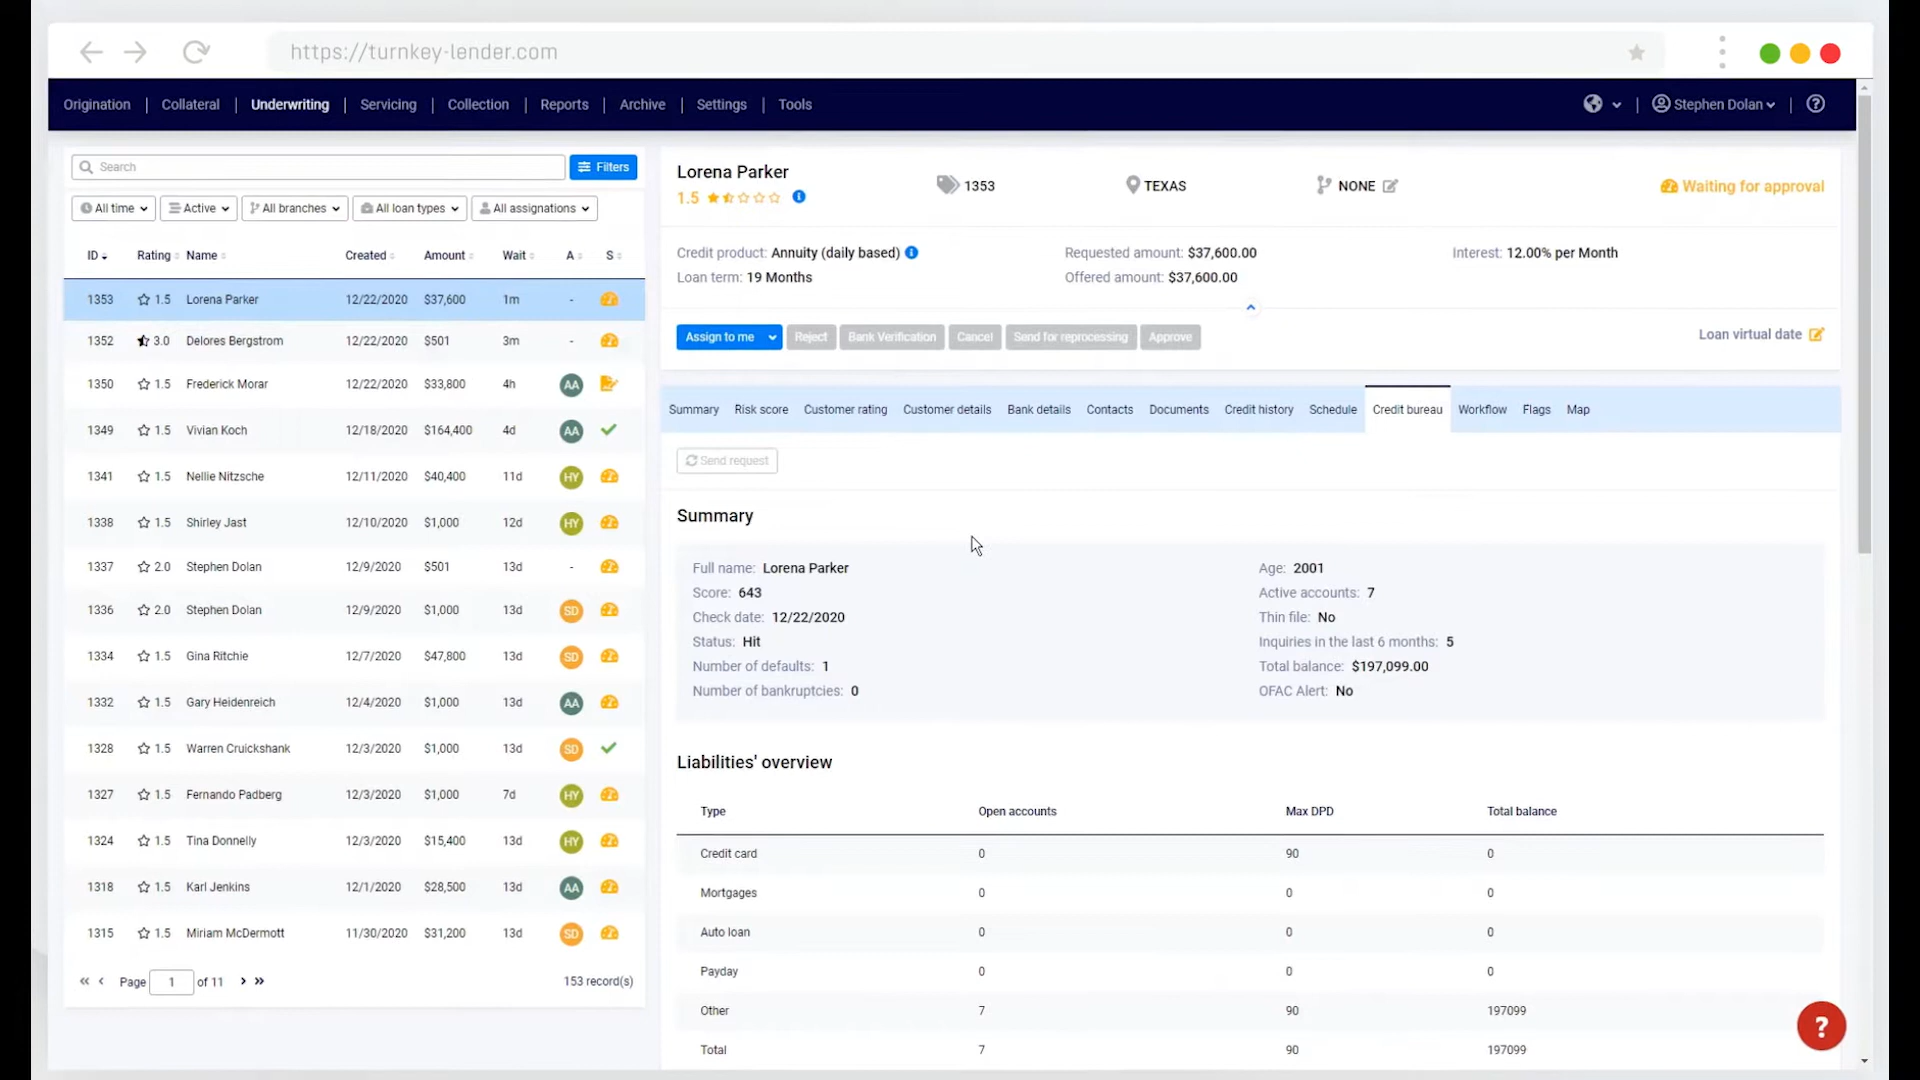 https://turnkey-lender.com
Origination | Collateral | Underwriting | Servicing | Collection | Reports | Archive | Settings | Tools | Stephen Dolan | ?
Search Filters
All time Active All branches All loan types All assignations
ID Rating Name Created Amount Wait A S
1353 1.5 Lorena Parker 12/22/2020 $37,600 1m -
1352 3.0 Delores Bergstrom 12/22/2020 $501 3m -
1350 1.5 Frederick Morar 12/22/2020 $33,800 4h AA
1349 1.5 Vivian Koch 12/18/2020 $164,400 4d AA
1341 1.5 Nellie Nitzsche 12/11/2020 $40,400 11d HY
1338 1.5 Shirley Jast 12/10/2020 $1,000 12d HY
1337 2.0 Stephen Dolan 12/9/2020 $501 13d -
1336 2.0 Stephen Dolan 12/9/2020 $1,000 13d SD
1334 1.5 Gina Ritchie 12/7/2020 $47,800 13d SD
1332 1.5 Gary Heidenreich 12/4/2020 $1,000 13d AA
1328 1.5 Warren Cruickshank 12/3/2020 $1,000 13d SD
1327 1.5 Fernando Padberg 12/3/2020 $1,000 7d HY
1324 1.5 Tina Donnelly 12/3/2020 $15,400 13d HY
1318 1.5 Karl Jenkins 12/1/2020 $28,500 13d AA
1315 1.5 Miriam McDermott 11/30/2020 $31,200 13d SD
« ‹ Page 1 of 11 › » 153 record(s)
Lorena Parker
1.5
1353 TEXAS NONE Waiting for approval
Credit product: Annuity (daily based) Requested amount: $37,600.00 Interest: 12.00% per Month
Loan term: 19 Months Offered amount: $37,600.00
Assign to me Reject Bank Verification Cancel Send for reprocessing Approve Loan virtual date
Summary Risk score Customer rating Customer details Bank details Contacts Documents Credit history Schedule Credit bureau Workflow Flags Map
Send request
Summary
Full name: Lorena Parker Age: 2001
Score: 643 Active accounts: 7
Check date: 12/22/2020 Thin file: No
Status: Hit Inquiries in the last 6 months: 5
Number of defaults: 1 Total balance: $197,099.00
Number of bankruptcies: 0 OFAC Alert: No
Liabilities' overview
Type Open accounts Max DPD Total balance
Credit card 0 90 0
Mortgages 0 0 0
Auto loan 0 0 0
Payday 0 0 0
Other 7 90 197099
Total 7 90 197099
?